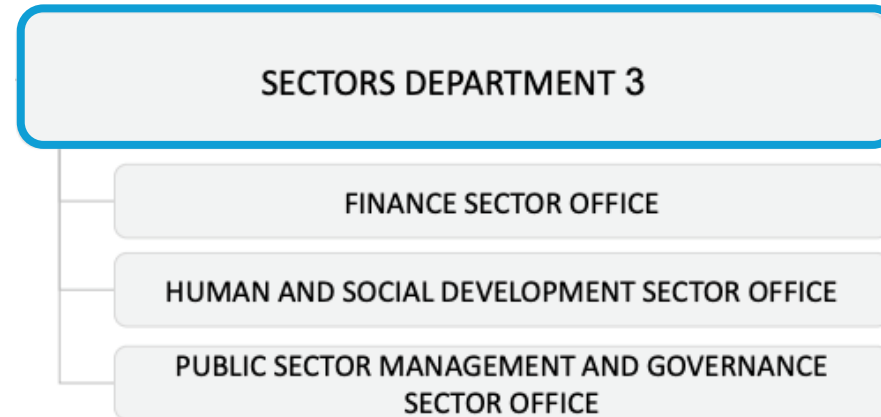 SECTORS DEPARTMENT 3
FINANCE SECTOR OFFICE
HUMAN AND SOCIAL DEVELOPMENT SECTOR OFFICE
PUBLIC SECTOR MANAGEMENT AND GOVERNANCE
SECTOR OFFICE